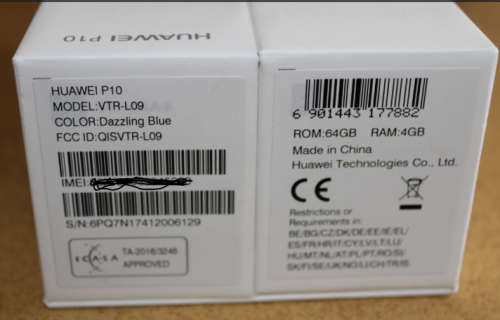 HUAWEI P10
HUAWEI P10
MODEL:VTR-L09
COLOR:Dazzling Blue
FCC ID:QISVTR-L09
IMEI:
S/N:6PQ7N17412006129
ICASA
TA-2016/3246
APPROVED
6 901443 177882
ROM:64GB RAM:4GB
Made in China
Huawei Technologies Co., Ltd.
CE
Restrictions or
Requirements in:
BE/BG/CZ/DK/DE/EE/IE/EL/
ES/FR/HR/IT/CY/LV/LT/LU/
HU/MT/NL/AT/PL/PT/RO/SI/
SK/FI/SE/UK/NO/LI/CH/TR/IS